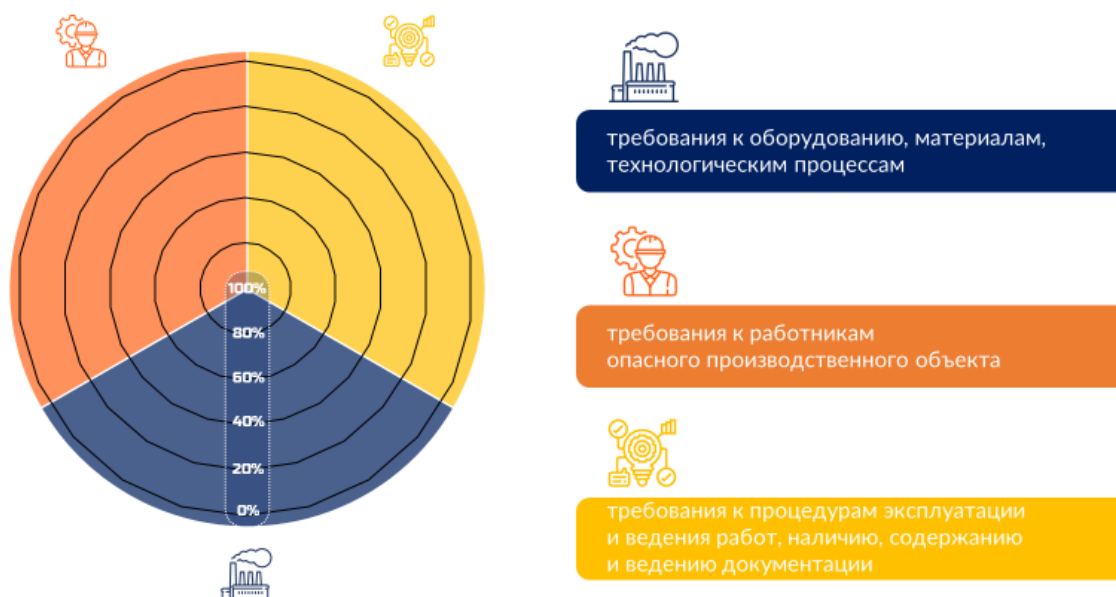 100%
80%
60%
40%
20%
0%
требования к оборудованию, материалам,
технологическим процессам
требования к работникам
опасного производственного объекта
требования к процедурам эксплуатации
и ведения работ, наличию, содержанию
и ведению документации